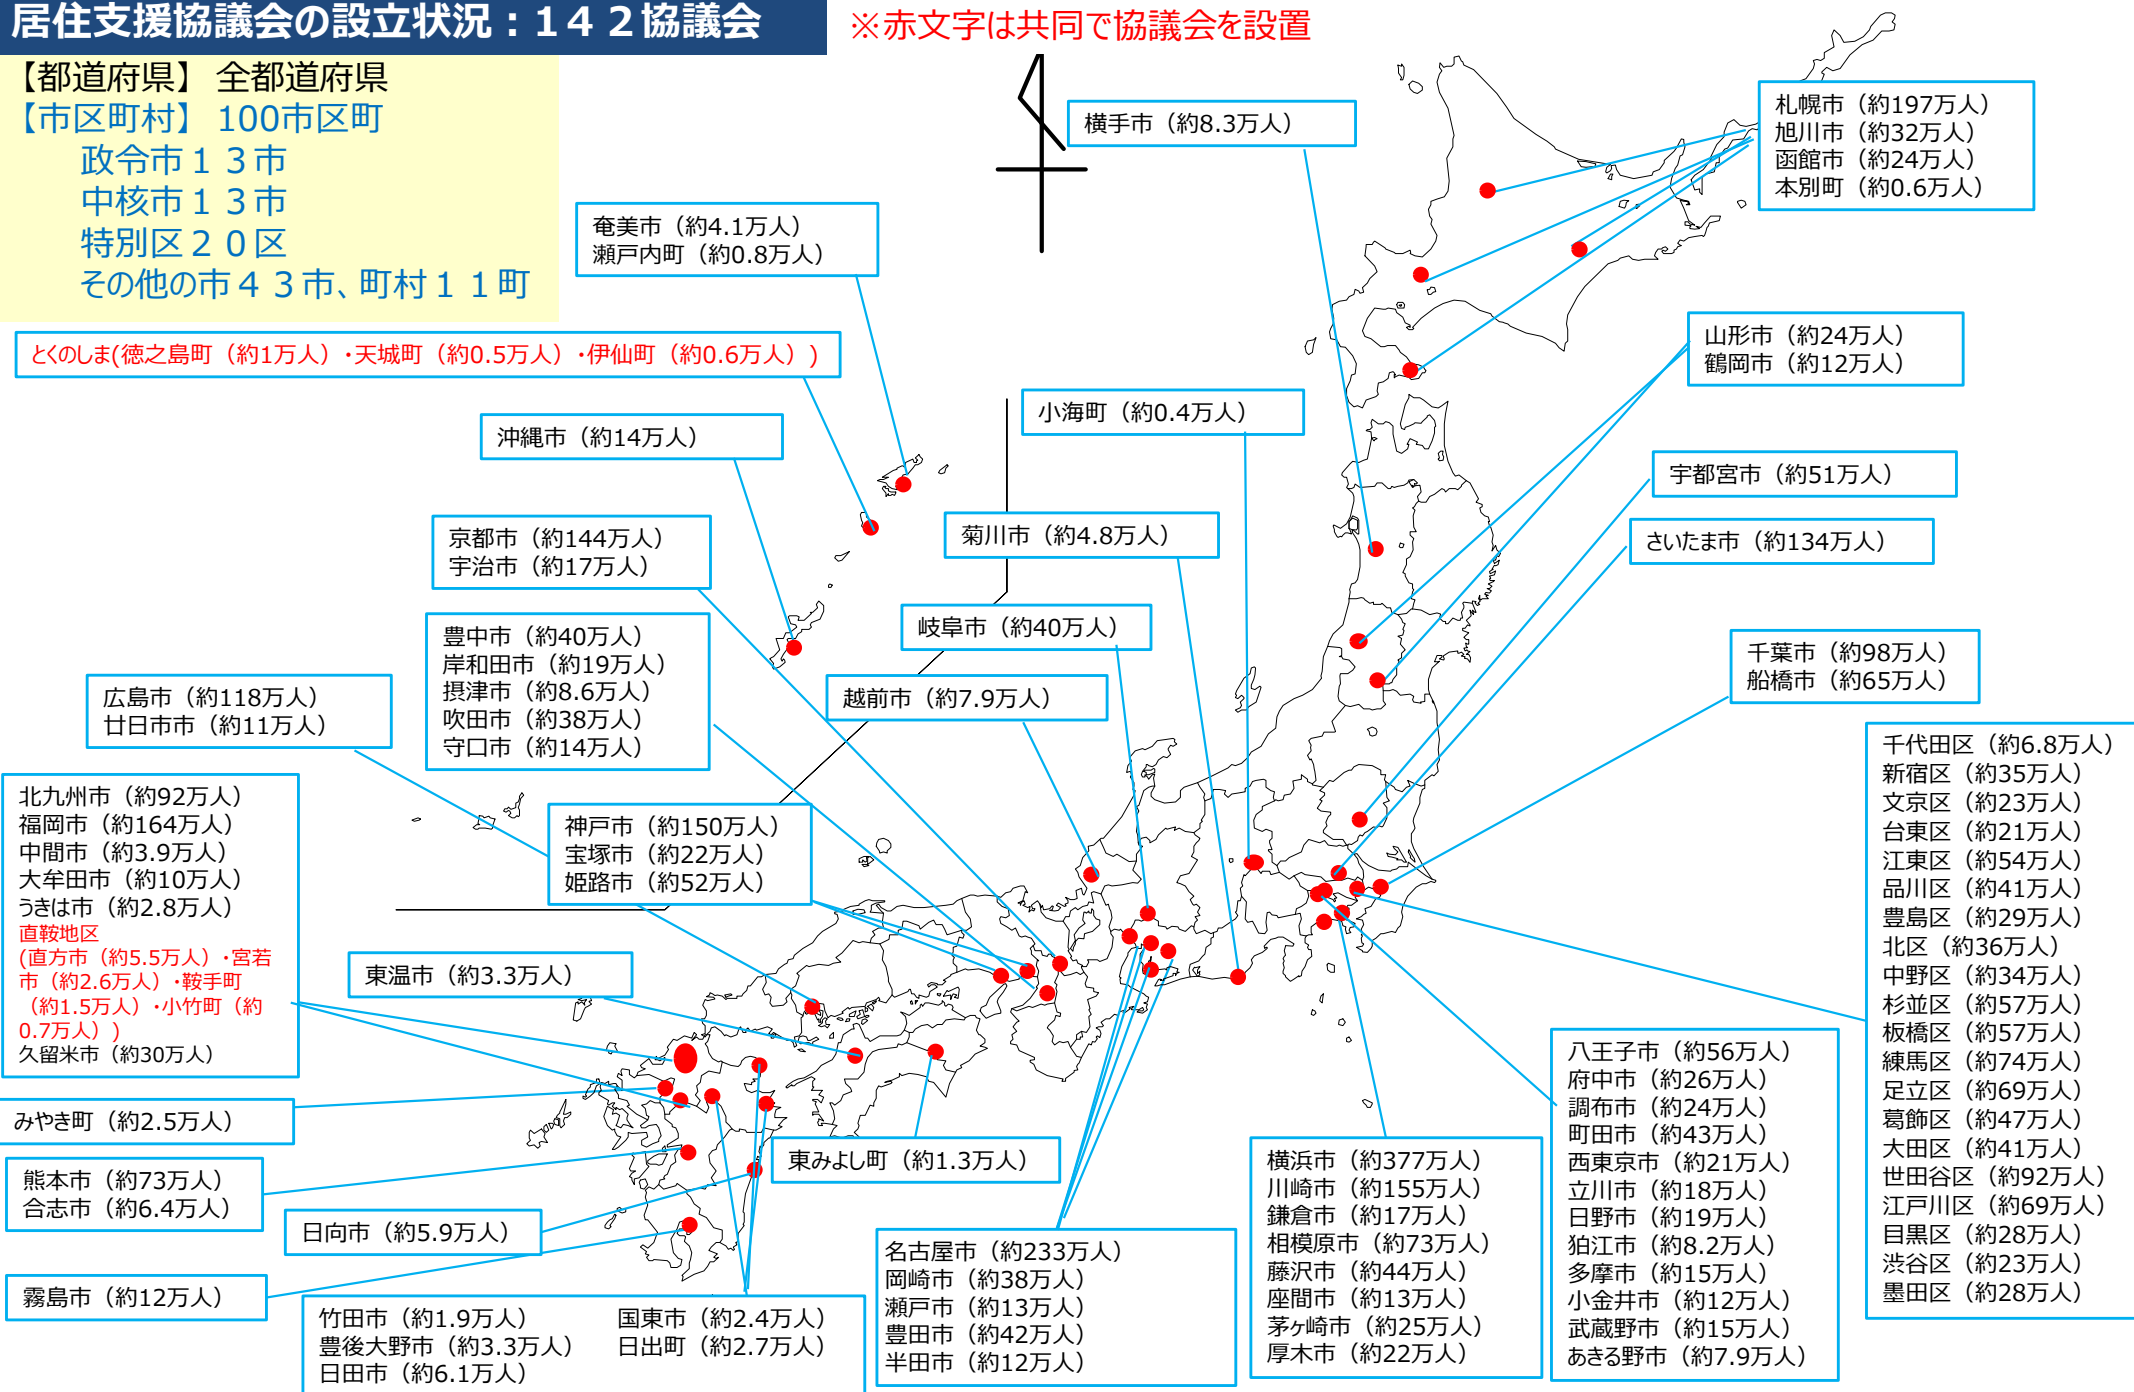 居住支援協議会の設立状況：１４２協議会
※赤文字は共同で協議会を設置
【都道府県】 全都道府県
【市区町村】 100市区町
政令市１３市
中核市１３市
特別区２０区
その他の市４３市、町村１１町
横手市（約8.3万人）
札幌市（約197万人）
旭川市（約32万人）
函館市（約24万人）
本別町（約0.6万人）
奄美市（約4.1万人）
瀬戸内町（約0.8万人）
とくのしま(徳之島町（約1万人）・天城町（約0.5万人）・伊仙町（約0.6万人）)
山形市（約24万人）
鶴岡市（約12万人）
小海町（約0.4万人）
沖縄市（約14万人）
宇都宮市（約51万人）
京都市（約144万人）
宇治市（約17万人）
菊川市（約4.8万人）
さいたま市（約134万人）
豊中市（約40万人）
岸和田市（約19万人）
摂津市（約8.6万人）
吹田市（約38万人）
守口市（約14万人）
岐阜市（約40万人）
千葉市（約98万人）
船橋市（約65万人）
広島市（約118万人）
廿日市市（約11万人）
越前市（約7.9万人）
千代田区（約6.8万人）
新宿区（約35万人）
文京区（約23万人）
台東区（約21万人）
江東区（約54万人）
品川区（約41万人）
豊島区（約29万人）
北区（約36万人）
中野区（約34万人）
杉並区（約57万人）
板橋区（約57万人）
練馬区（約74万人）
足立区（約69万人）
葛飾区（約47万人）
大田区（約41万人）
世田谷区（約92万人）
江戸川区（約69万人）
目黒区（約28万人）
渋谷区（約23万人）
墨田区（約28万人）
北九州市（約92万人）
福岡市（約164万人）
中間市（約3.9万人）
大牟田市（約10万人）
うきは市（約2.8万人）
直鞍地区
(直方市（約5.5万人）・宮若
市（約2.6万人）・鞍手町
（約1.5万人）・小竹町（約
0.7万人）)
久留米市（約30万人）
神戸市（約150万人）
宝塚市（約22万人）
姫路市（約52万人）
東温市（約3.3万人）
みやき町（約2.5万人）
東みよし町（約1.3万人）
熊本市（約73万人）
合志市（約6.4万人）
日向市（約5.9万人）
霧島市（約12万人）
竹田市（約1.9万人）
豊後大野市（約3.3万人）
日田市（約6.1万人）
国東市（約2.4万人）
日出町（約2.7万人）
名古屋市（約233万人）
岡崎市（約38万人）
瀬戸市（約13万人）
豊田市（約42万人）
半田市（約12万人）
横浜市（約377万人）
川崎市（約155万人）
鎌倉市（約17万人）
相模原市（約73万人）
藤沢市（約44万人）
座間市（約13万人）
茅ヶ崎市（約25万人）
厚木市（約22万人）
八王子市（約56万人）
府中市（約26万人）
調布市（約24万人）
町田市（約43万人）
西東京市（約21万人）
立川市（約18万人）
日野市（約19万人）
狛江市（約8.2万人）
多摩市（約15万人）
小金井市（約12万人）
武蔵野市（約15万人）
あきる野市（約7.9万人）